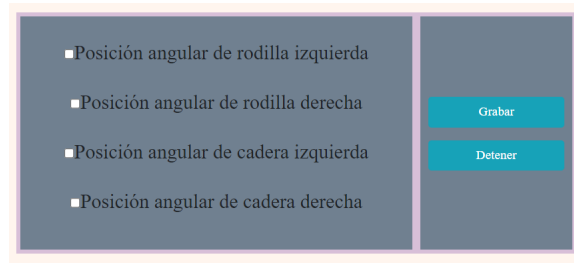 Posición angular de rodilla izquierda
Posición angular de rodilla derecha
Posición angular de cadera izquierda
Posición angular de cadera derecha
Grabar
Detener